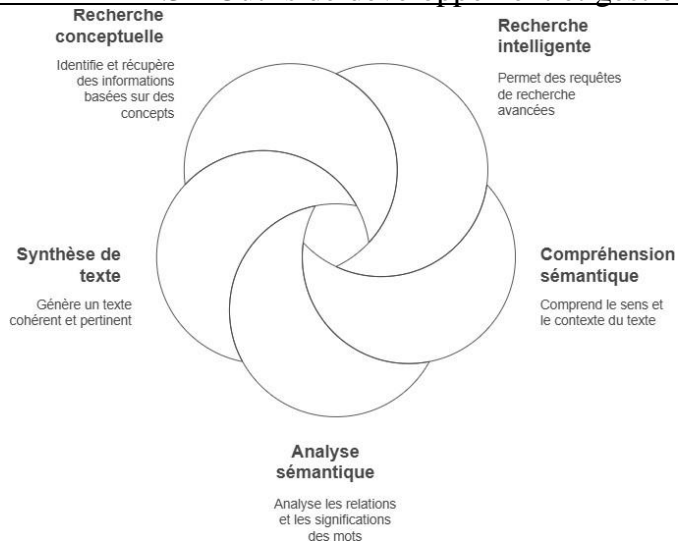 Recherche
conceptuelle
Identifie et récupère
des informations
basées sur des
concepts
Recherche
intelligente
Permet des requêtes
de recherche
avancées
Synthèse de
texte
Génère un texte
cohérent et pertinent
Compréhension
sémantique
Comprend le sens et
le contexte du texte
Analyse
sémantique
Analyse les relations
et les significations
des mots